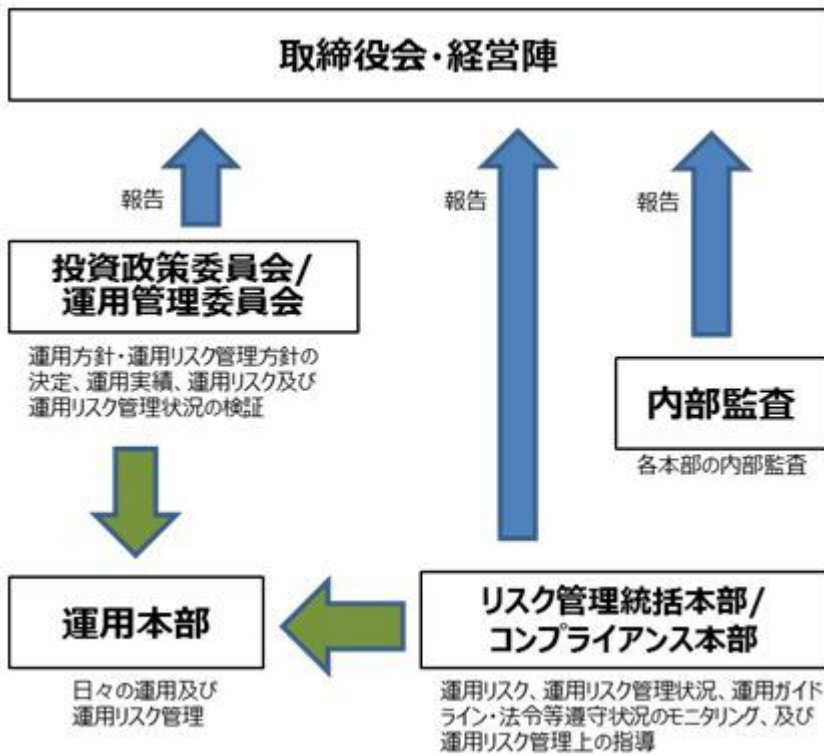 取締役会・経営陣
報告
報告
報告
投資政策委員会/
運用管理委員会
運用方針・運用リスク管理方針の
決定、運用実績、運用リスク及び
運用リスク管理状況の検証
内部監査
各本部の内部監査
運用本部
日々の運用及び
運用リスク管理
リスク管理統括本部/
コンプライアンス本部
運用リスク、運用リスク管理状況、運用ガイド
ライン・法令等遵守状況のモニタリング、及び
運用リスク管理上の指導